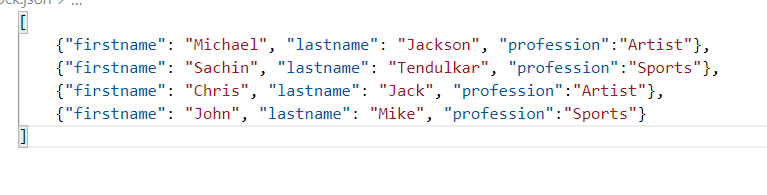 ock.json > ...
[
{"firstname": "Michael", "lastname": "Jackson", "profession":"Artist"},
{"firstname": "Sachin", "lastname": "Tendulkar", "profession":"Sports"},
{"firstname": "Chris", "lastname": "Jack", "profession":"Artist"},
{"firstname": "John", "lastname": "Mike", "profession":"Sports"}
]